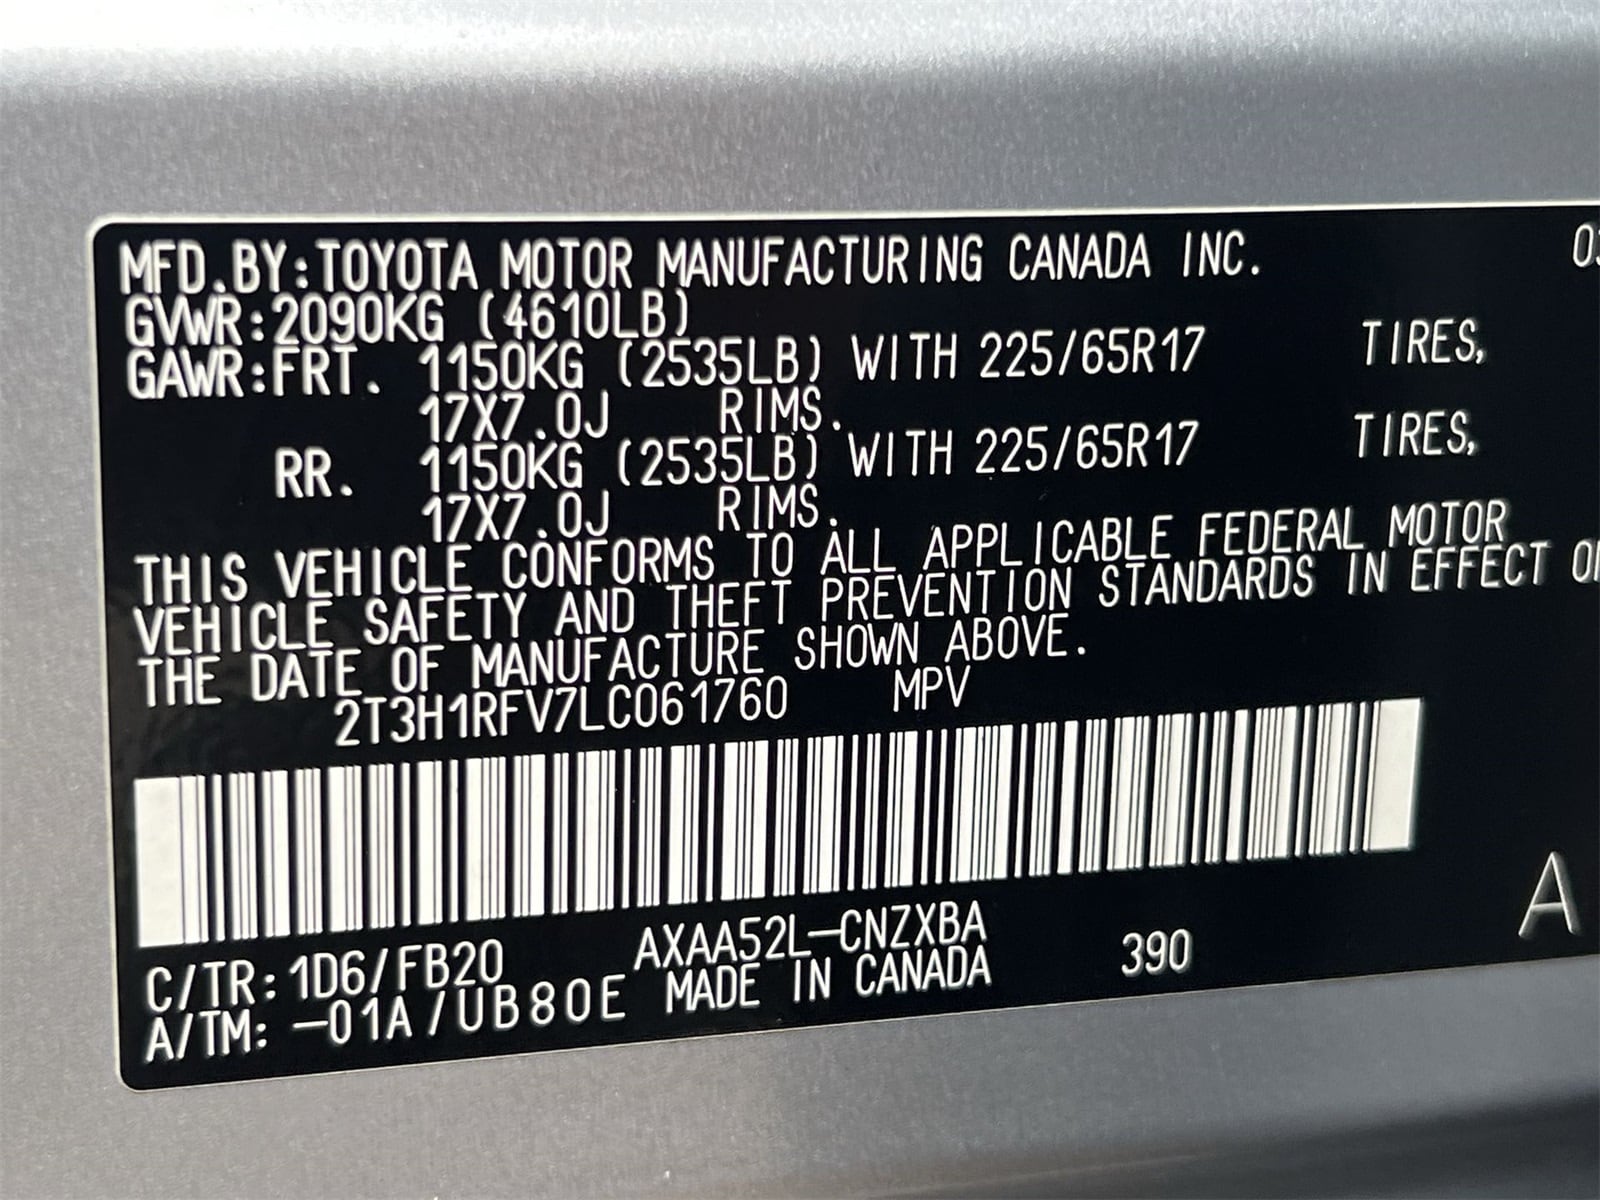 MFD.BY:TOYOTA MOTOR MANUFACTURING CANADA INC.
GVWR:2090KG (4610LB)
GAWR:FRT. 1150KG (2535LB) WITH 225/65R17 TIRES,
17X7.0J RIMS.
RR. 1150KG (2535LB) WITH 225/65R17 TIRES,
17X7.0J RIMS.
THIS VEHICLE CONFORMS TO ALL APPLICABLE FEDERAL MOTOR
VEHICLE SAFETY AND THEFT PREVENTION STANDARDS IN EFFECT
THE DATE OF MANUFACTURE SHOWN ABOVE.
2T3H1RFV7LC061760 MPV
AXAA52L-CNZXBA
C/TR:1D6/FB20 390 A
A/TM: -01A/UB80E MADE IN CANADA